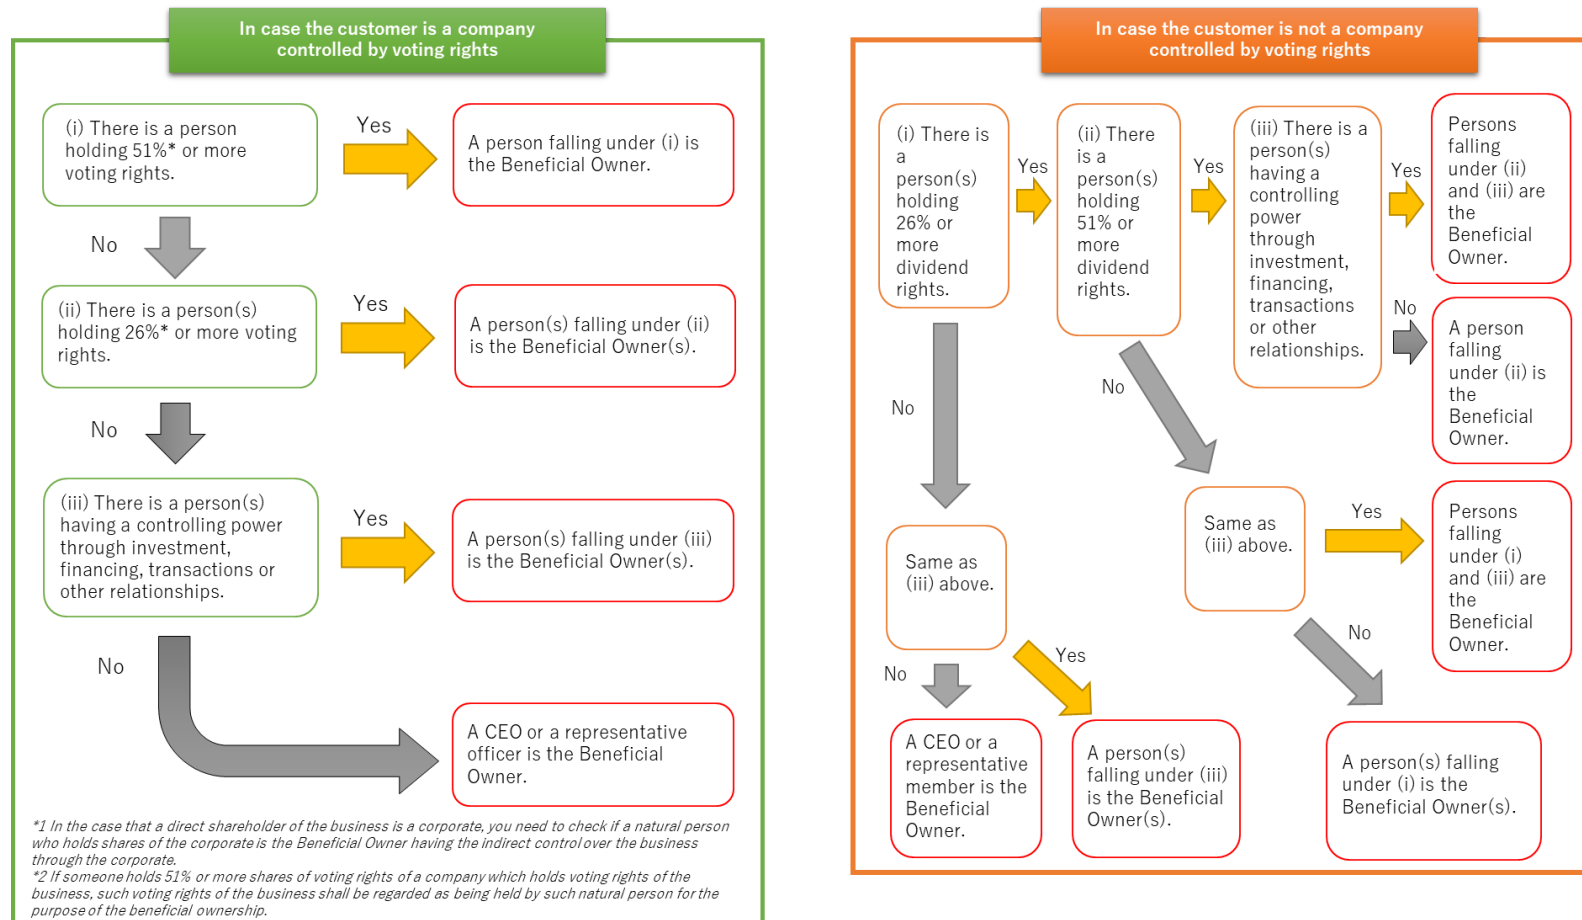 In case the customer is a company
controlled by voting rights
(i) There is a person
holding 51%* or more
voting rights.
Yes
A person falling under (i) is
the Beneficial Owner.
No
(ii) There is a person(s)
holding 26%* or more voting
rights.
Yes
A person(s) falling under (ii)
is the Beneficial Owner(s).
No
(iii) There is a person(s)
having a controlling power
through investment,
financing, transactions or
other relationships.
Yes
A person(s) falling under (iii)
is the Beneficial Owner(s).
No
A CEO or a representative
officer is the Beneficial
Owner.
*1 In the case that a direct shareholder of the business is a corporate, you need to check if a natural person
who holds shares of the corporate is the Beneficial Owner having the indirect control over the business
through the corporate.
*2 If someone holds 51% or more shares of voting rights of a company which holds voting rights of the
business, such voting rights of the business shall be regarded as being held by such natural person for the
purpose of the beneficial ownership.
In case the customer is not a company
controlled by voting rights
(i) There is
a
person(s)
holding
26% or
more
dividend
rights.
Yes
(ii) There
is a
person(s)
holding
51% or
more
dividend
rights.
Yes
(iii) There is a
person(s)
having a
controlling
power
through
investment,
financing,
transactions
or other
relationships.
Yes
Persons
falling
under (ii)
and (iii) are
the
Beneficial
Owner.
No
A person
falling
under (ii) is
the
Beneficial
Owner.
No
No
Same as
(iii) above.
Yes
Persons
falling
under (i)
and (iii) are
the
Beneficial
Owner.
No
Same as
(iii) above.
Yes
No
A CEO or a
representative
member is the
Beneficial
Owner.
A person(s)
falling under (iii)
is the Beneficial
Owner(s).
A person(s) falling
under (i) is the
Beneficial Owner(s).